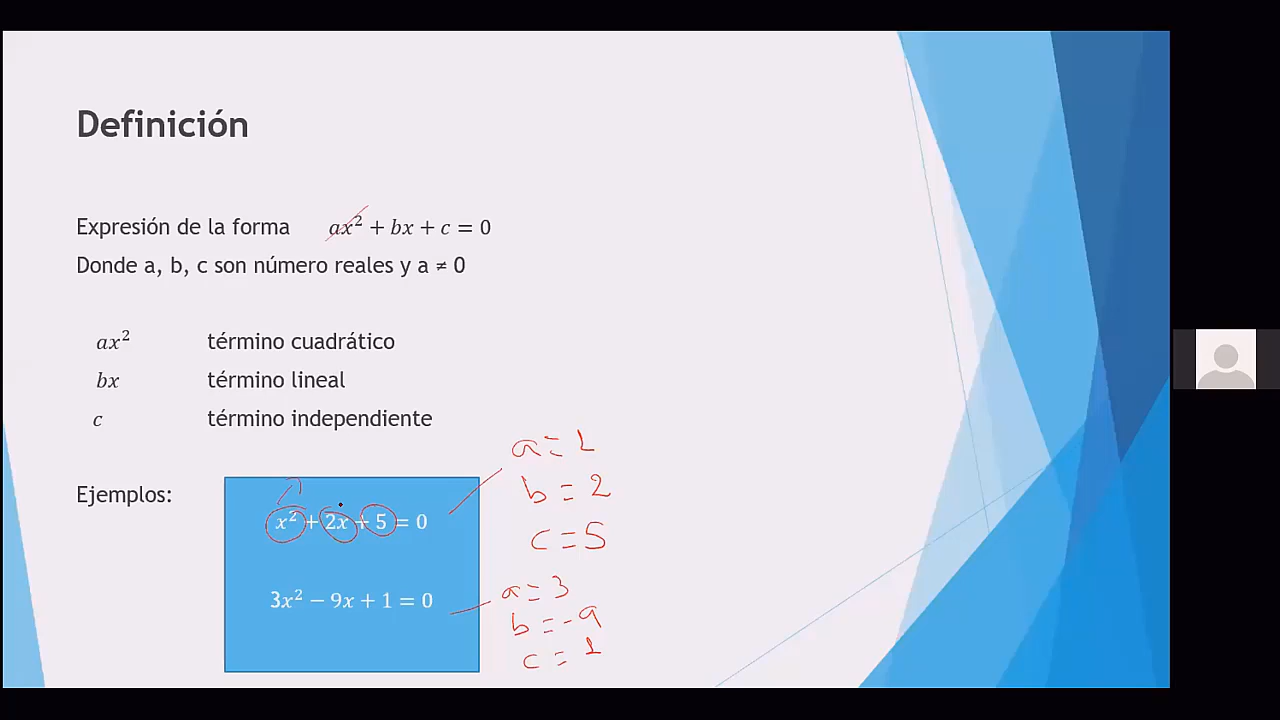 Definición
Expresión de la forma ax² + bx + c = 0
Donde a, b, c son número reales y a ≠ 0
ax² término cuadrático
bx término lineal
c término independiente
Ejemplos:
x² + 2x + 5 = 0
a = 1
b = 2
c = 5
3x² − 9x + 1 = 0
a = 3
b = -9
c = 1